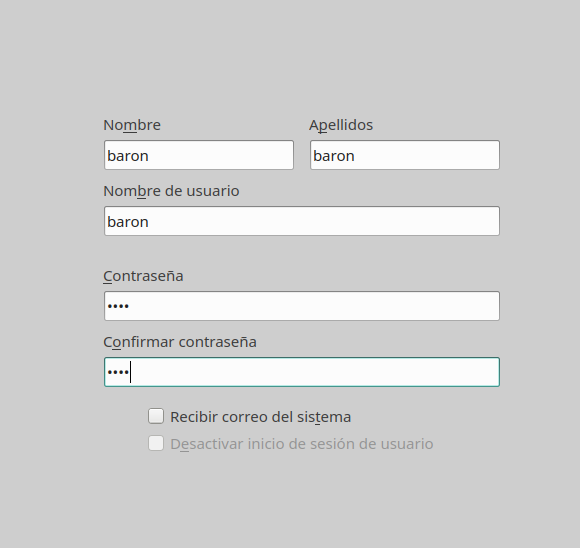 Nombre Apellidos
baron baron
Nombre de usuario
baron
Contraseña
••••
Confirmar contraseña
••••
Recibir correo del sistema
Desactivar inicio de sesión de usuario